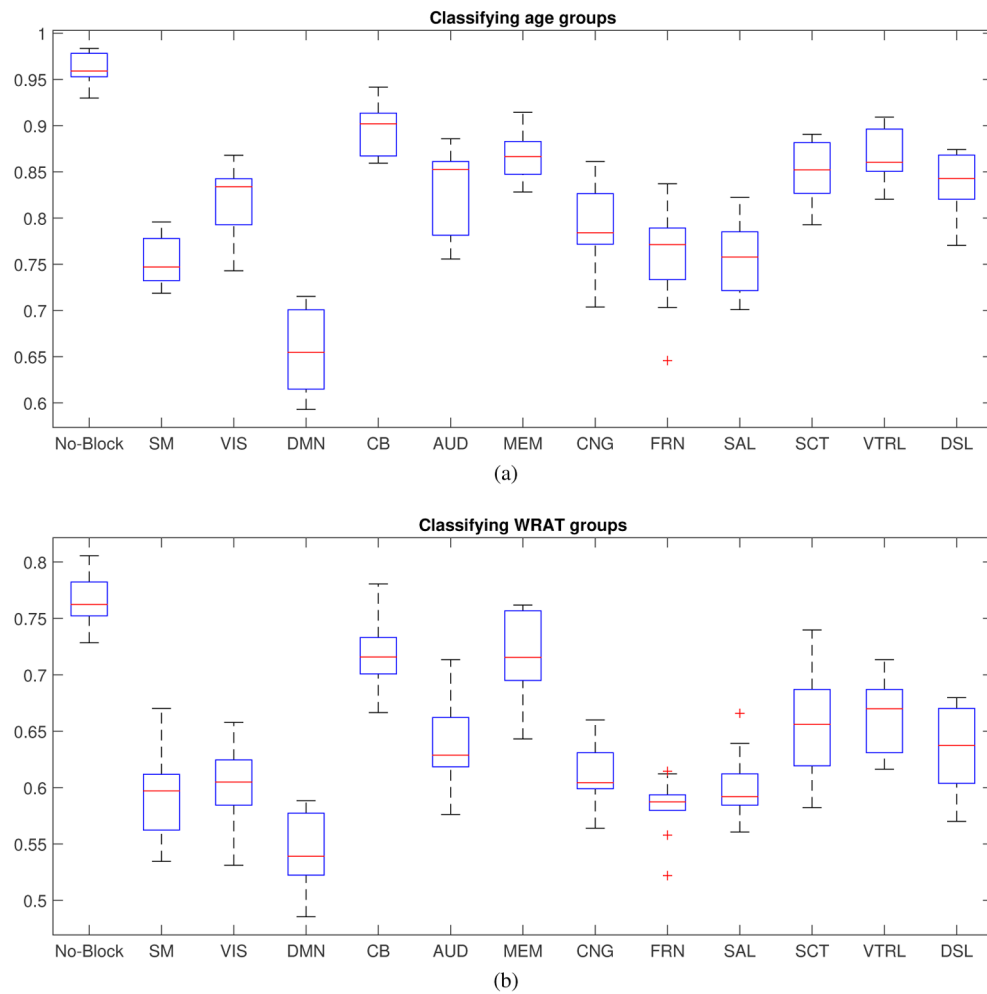 Classifying age groups
1
0.95
0.9
0.85
0.8
0.75
0.7
0.65
0.6
No-Block SM VIS DMN CB AUD MEM CNG FRN SAL SCT VTRL DSL
(a)
Classifying WRAT groups
0.8
0.75
0.7
0.65
0.6
0.55
0.5
No-Block SM VIS DMN CB AUD MEM CNG FRN SAL SCT VTRL DSL
(b)